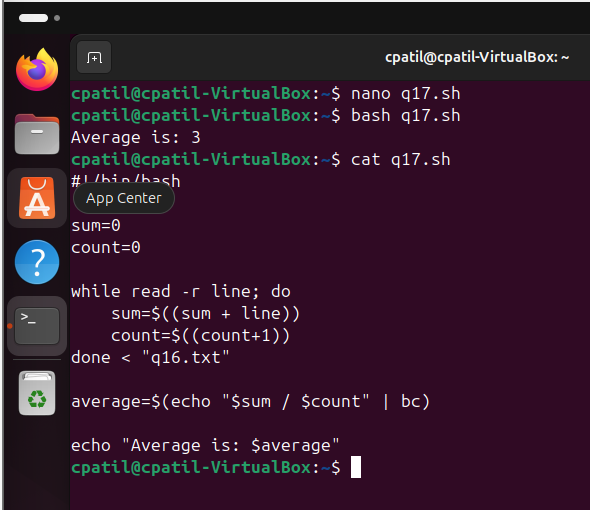 cpatil@cpatil-VirtualBox: ~
cpatil@cpatil-VirtualBox:~$ nano q17.sh
cpatil@cpatil-VirtualBox:~$ bash q17.sh
Average is: 3
cpatil@cpatil-VirtualBox:~$ cat q17.sh
#!/bin/bash
App Center
sum=0
count=0
while read -r line; do
    sum=$((sum + line))
    count=$((count+1))
done < "q16.txt"
average=$(echo "$sum / $count" | bc)
echo "Average is: $average"
cpatil@cpatil-VirtualBox:~$